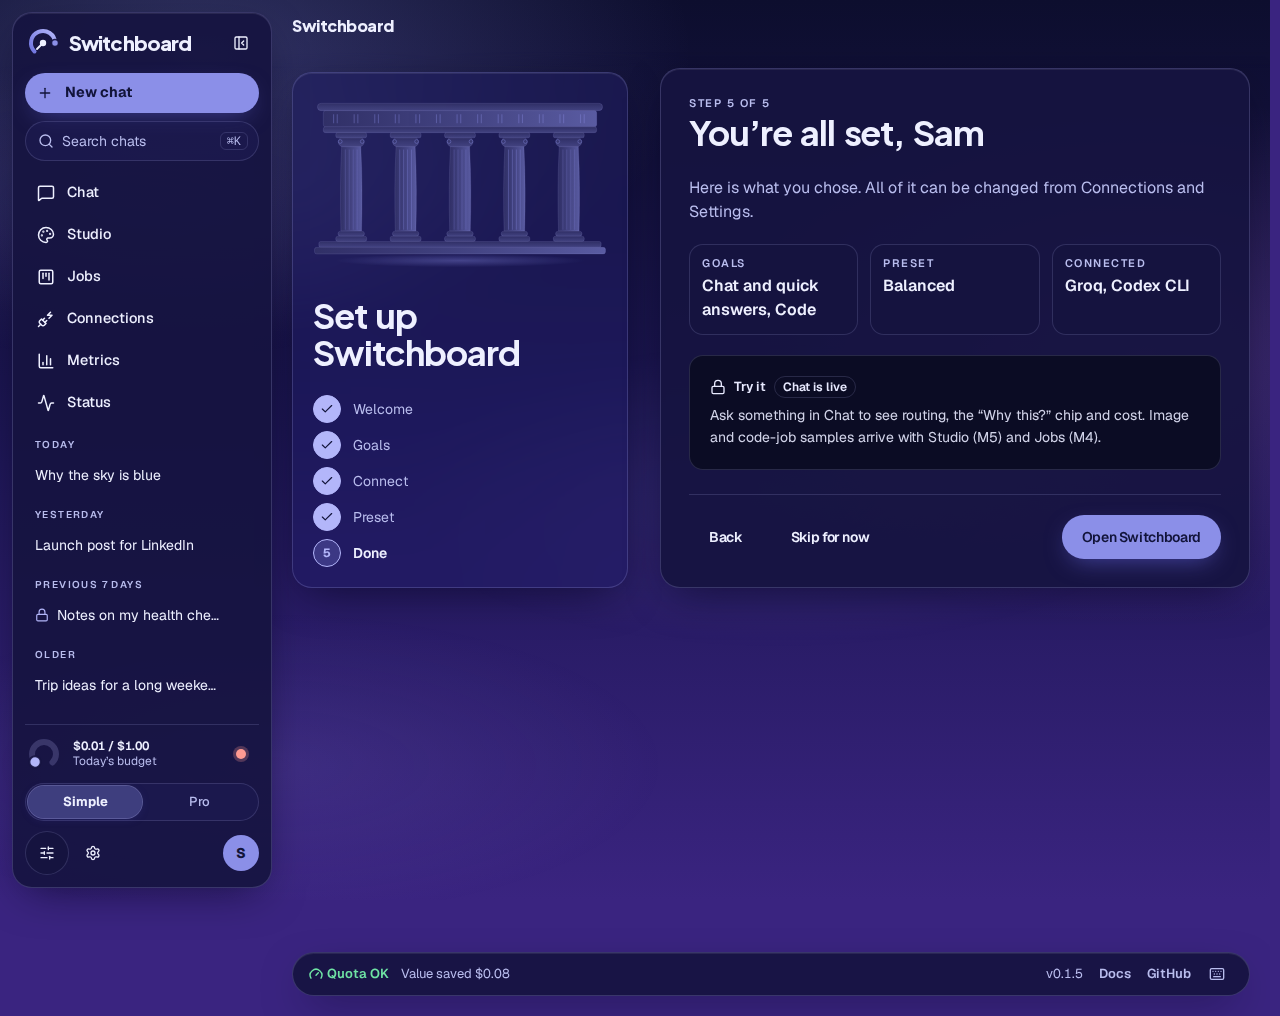 Switchboard
New chat
Search chats ⌘K
Chat
Studio
Jobs
Connections
Metrics
Status
TODAY
Why the sky is blue
YESTERDAY
Launch post for LinkedIn
PREVIOUS 7 DAYS
Notes on my health che…
OLDER
Trip ideas for a long weeke…
$0.01 / $1.00
Today's budget
Simple Pro
S
Switchboard
Set up
Switchboard
Welcome
Goals
Connect
Preset
5 Done
STEP 5 OF 5
You’re all set, Sam
Here is what you chose. All of it can be changed from Connections and
Settings.
GOALS
Chat and quick
answers, Code
PRESET
Balanced
CONNECTED
Groq, Codex CLI
Try it Chat is live
Ask something in Chat to see routing, the “Why this?” chip and cost. Image
and code-job samples arrive with Studio (M5) and Jobs (M4).
Back Skip for now Open Switchboard
Quota OK Value saved $0.08 v0.1.5 Docs GitHub